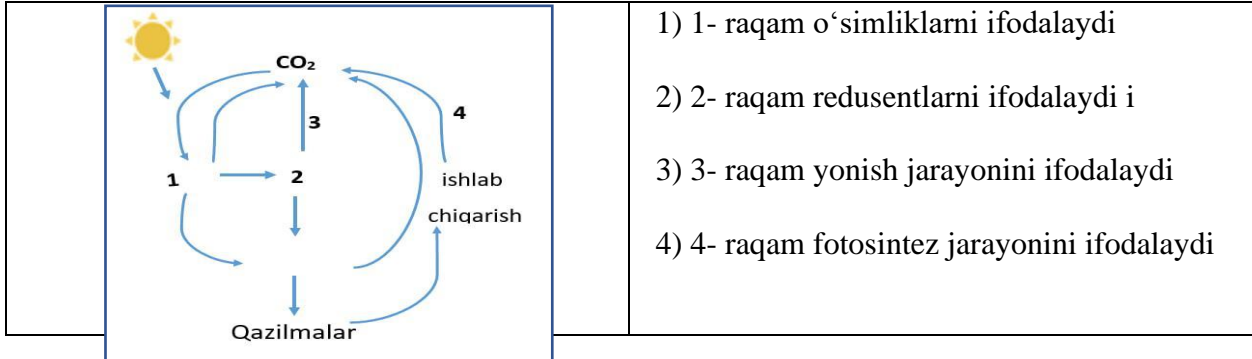 CO₂
3
4
1
2
ishlab
chiqarish
Qazilmalar
1) 1- raqam o‘simliklarni ifodalaydi
2) 2- raqam redusentlarni ifodalaydi i
3) 3- raqam yonish jarayonini ifodalaydi
4) 4- raqam fotosintez jarayonini ifodalaydi